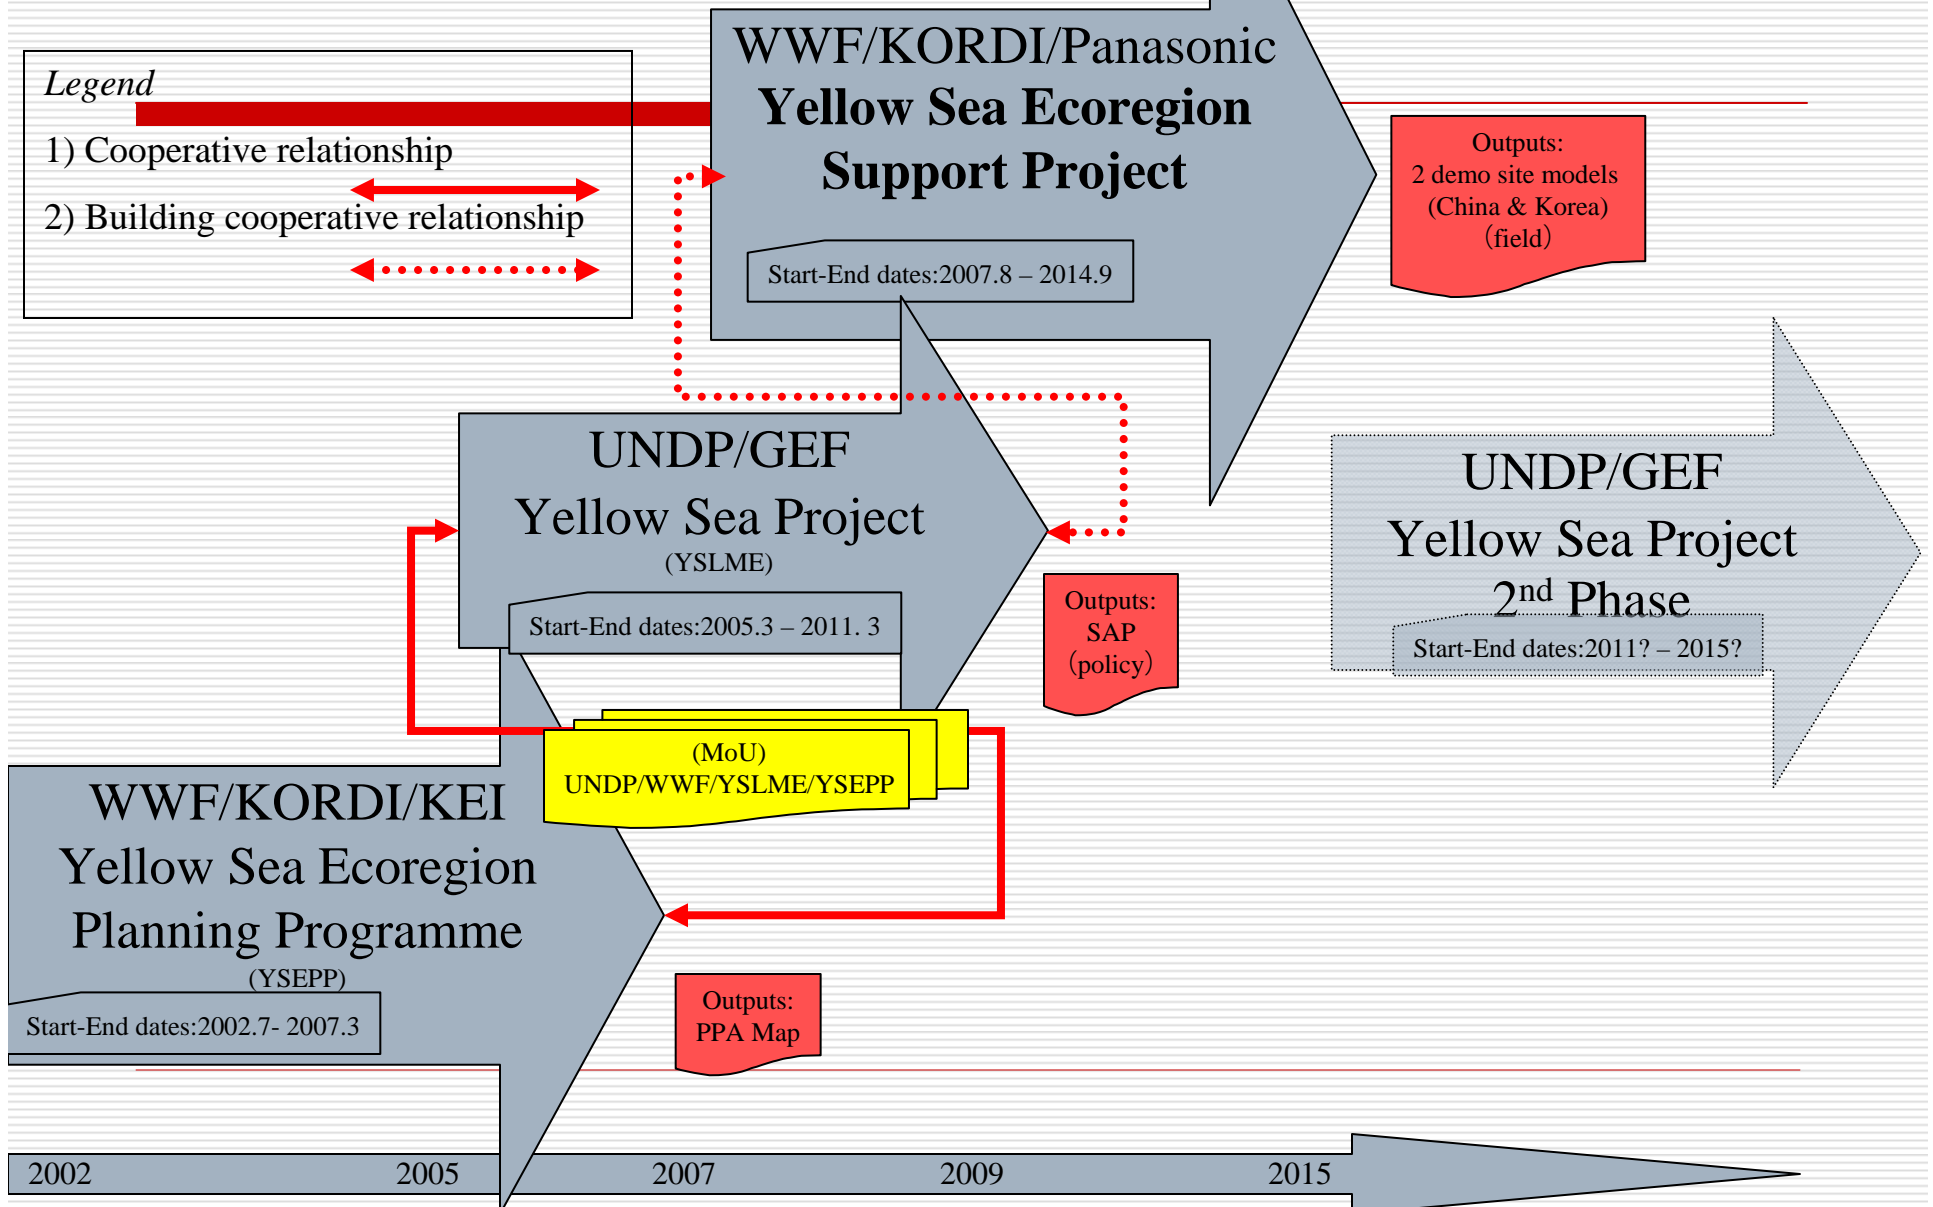 Legend
1) Cooperative relationship
2) Building cooperative relationship
WWF/KORDI/Panasonic
Yellow Sea Ecoregion
Support Project
Start-End dates:2007.8 – 2014.9
Outputs:
2 demo site models
(China & Korea)
（field）
UNDP/GEF
Yellow Sea Project
(YSLME)
Start-End dates:2005.3 – 2011. 3
Outputs:
SAP
（policy）
UNDP/GEF
Yellow Sea Project
2nd Phase
Start-End dates:2011? – 2015?
(MoU)
UNDP/WWF/YSLME/YSEPP
WWF/KORDI/KEI
Yellow Sea Ecoregion
Planning Programme
(YSEPP)
Start-End dates:2002.7- 2007.3
Outputs:
PPA Map
2002 2005 2007 2009 2015